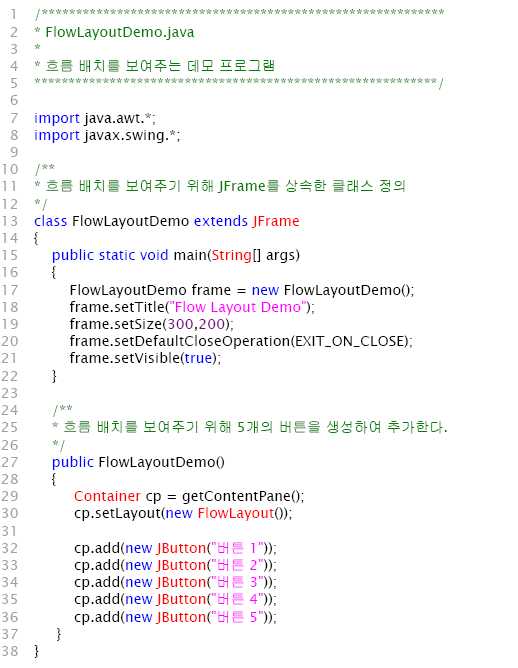 1 /************************************************************
2 * FlowLayoutDemo.java
3 *
4 * 흐름 배치를 보여주는 데모 프로그램
5 ************************************************************/
6
7 import java.awt.*;
8 import javax.swing.*;
9
10 /**
11 * 흐름 배치를 보여주기 위해 JFrame를 상속한 클래스 정의
12 */
13 class FlowLayoutDemo extends JFrame
14 {
15 public static void main(String[] args)
16 {
17 FlowLayoutDemo frame = new FlowLayoutDemo();
18 frame.setTitle("Flow Layout Demo");
19 frame.setSize(300,200);
20 frame.setDefaultCloseOperation(EXIT_ON_CLOSE);
21 frame.setVisible(true);
22 }
23
24 /**
25 * 흐름 배치를 보여주기 위해 5개의 버튼을 생성하여 추가한다.
26 */
27 public FlowLayoutDemo()
28 {
29 Container cp = getContentPane();
30 cp.setLayout(new FlowLayout());
31
32 cp.add(new JButton("버튼 1"));
33 cp.add(new JButton("버튼 2"));
34 cp.add(new JButton("버튼 3"));
35 cp.add(new JButton("버튼 4"));
36 cp.add(new JButton("버튼 5"));
37 }
38 }